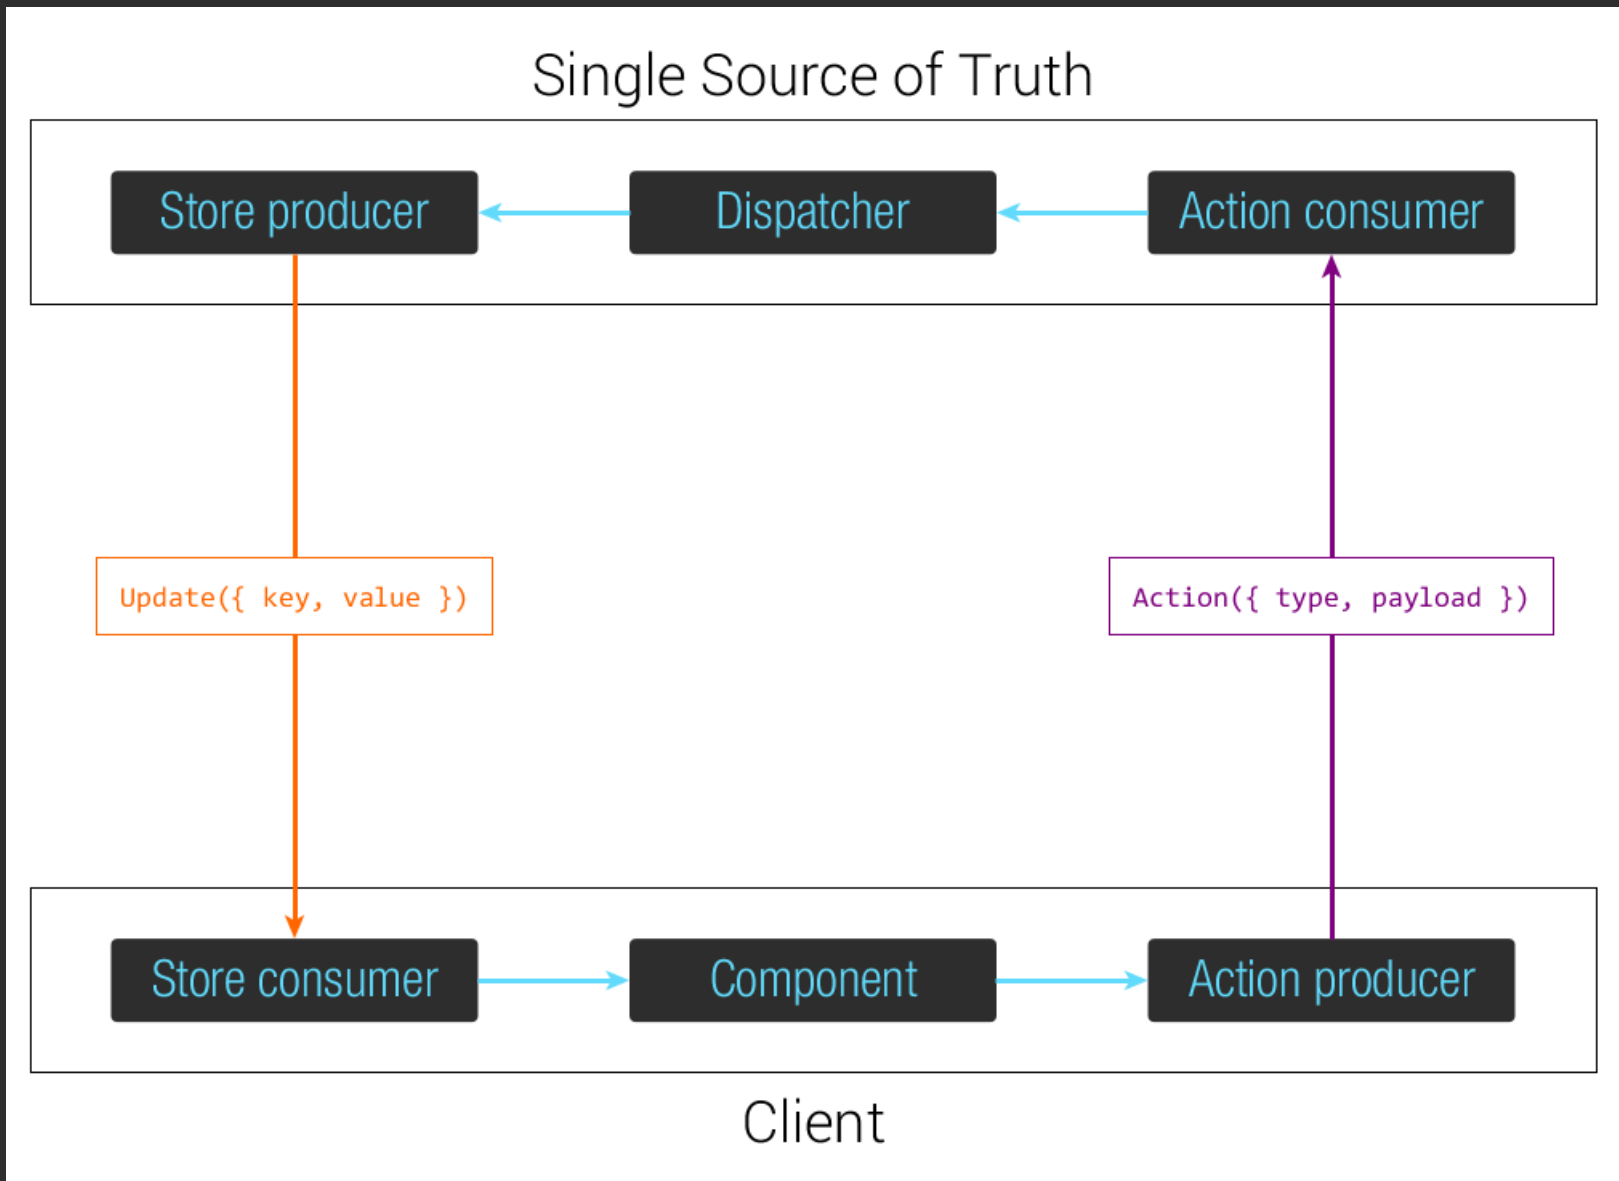 Single Source of Truth
Store producer
Dispatcher
Action consumer
Update({ key, value })
Action({ type, payload })
Store consumer
Component
Action producer
Client